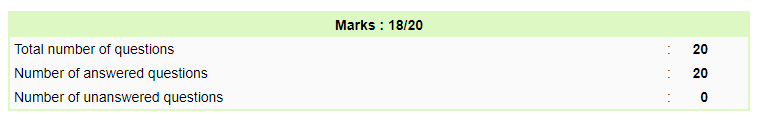 Marks : 18/20
Total number of questions : 20
Number of answered questions : 20
Number of unanswered questions : 0